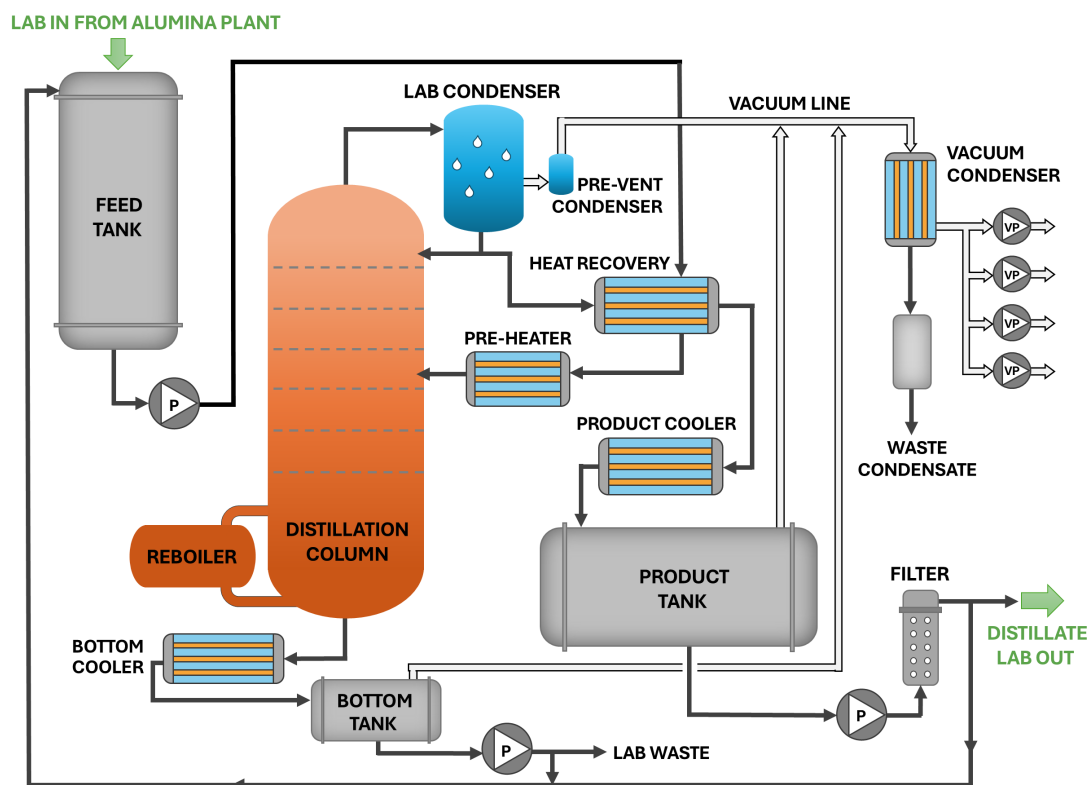 LAB IN FROM ALUMINA PLANT
FEED
TANK
P
LAB CONDENSER
PRE-VENT
CONDENSER
VACUUM LINE
VACUUM
CONDENSER
VP
VP
VP
VP
WASTE
CONDENSATE
HEAT RECOVERY
PRE-HEATER
PRODUCT COOLER
DISTILLATION
COLUMN
REBOILER
BOTTOM
COOLER
BOTTOM
TANK
P
LAB WASTE
PRODUCT
TANK
P
FILTER
DISTILLATE
LAB OUT